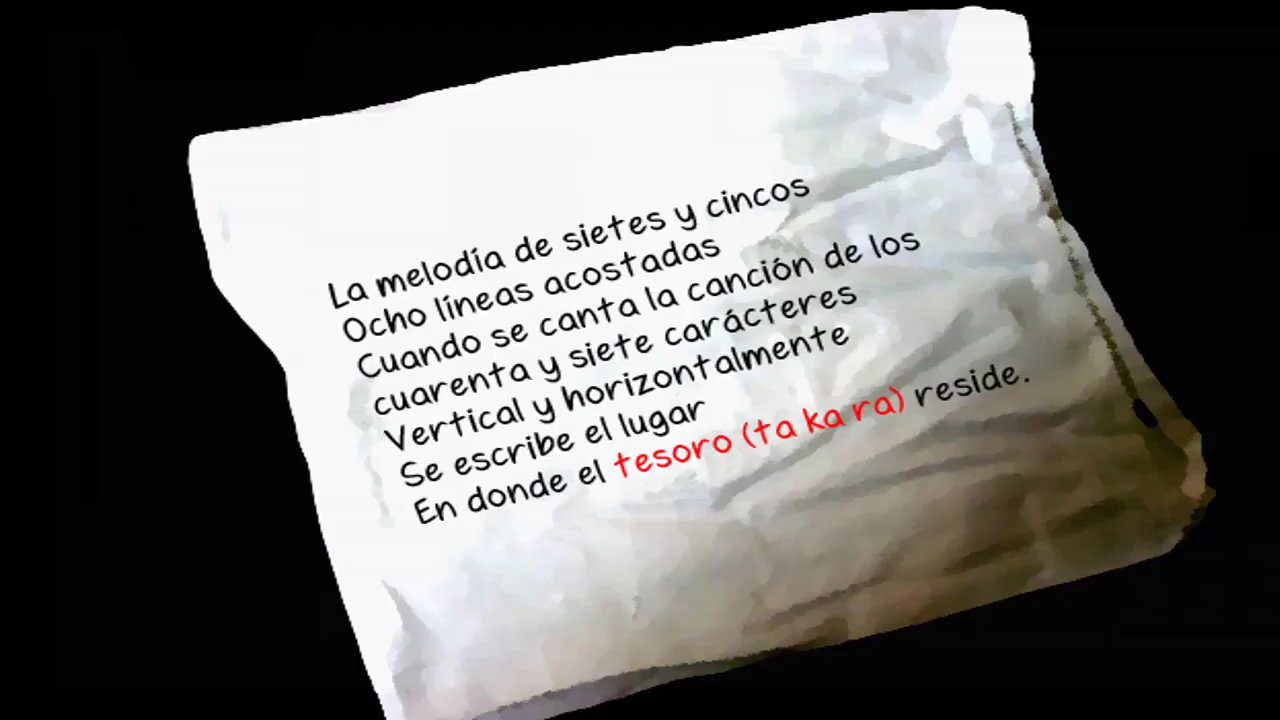 La melodía de sietes y cincos
Ocho líneas acostadas
Cuando se canta la canción de los
cuarenta y siete carácteres
Vertical y horizontalmente
Se escribe el lugar
En donde el tesoro (ta ka ra) reside.